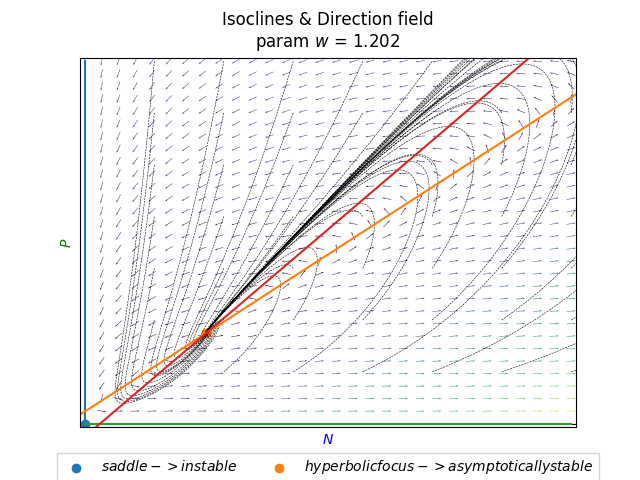 Isoclines & Direction field
param w = 1.202
P
N
saddle−>instable
hyperbolicfocus−>asymptoticallystable